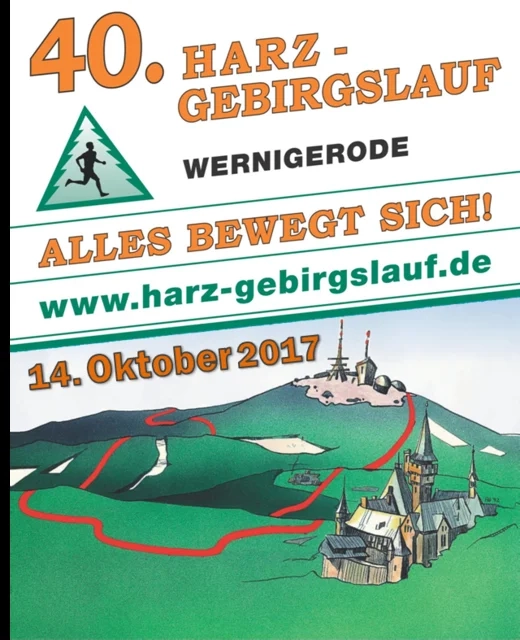 40. HARZ -
GEBIRGSLAUF
WERNIGERODE
ALLES BEWEGT SICH!
www.harz-gebirgslauf.de
14. Oktober 2017